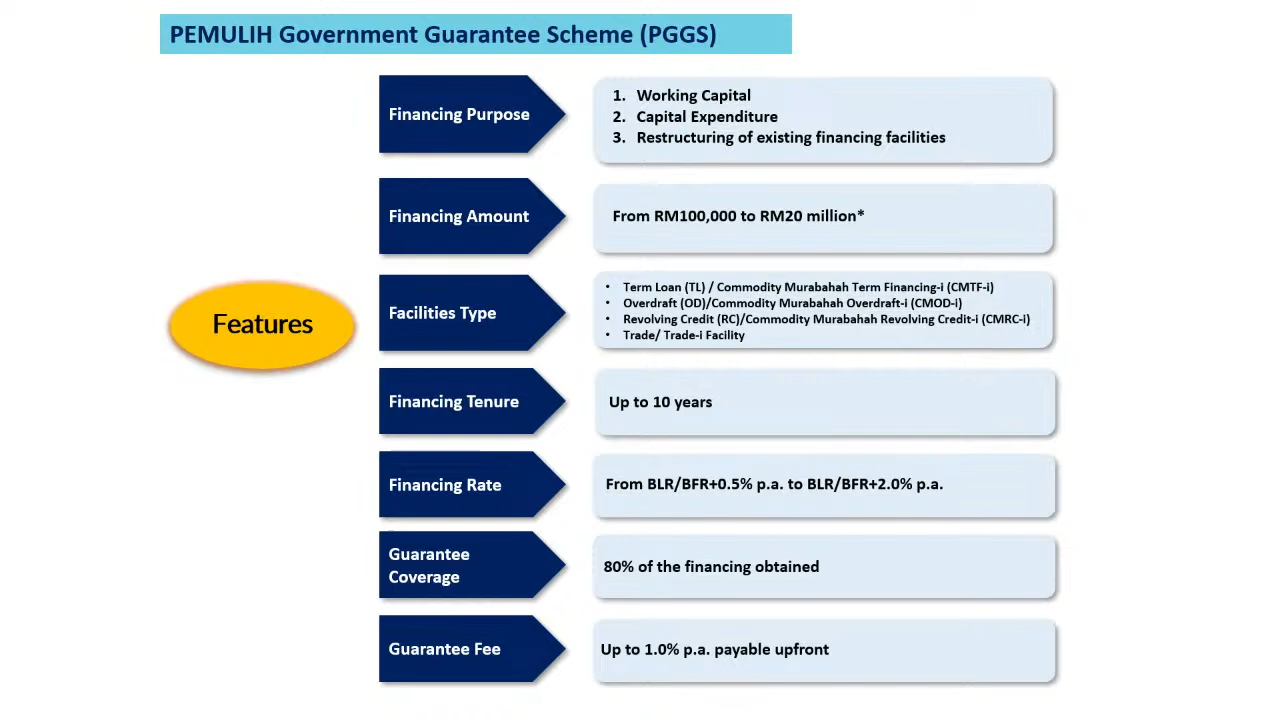 PEMULIH Government Guarantee Scheme (PGGS)
Features
Financing Purpose
1. Working Capital
2. Capital Expenditure
3. Restructuring of existing financing facilities
Financing Amount
From RM100,000 to RM20 million*
Facilities Type
• Term Loan (TL) / Commodity Murabahah Term Financing-i (CMTF-i)
• Overdraft (OD)/Commodity Murabahah Overdraft-i (CMOD-i)
• Revolving Credit (RC)/Commodity Murabahah Revolving Credit-i (CMRC-i)
• Trade/ Trade-i Facility
Financing Tenure
Up to 10 years
Financing Rate
From BLR/BFR+0.5% p.a. to BLR/BFR+2.0% p.a.
Guarantee
Coverage
80% of the financing obtained
Guarantee Fee
Up to 1.0% p.a. payable upfront